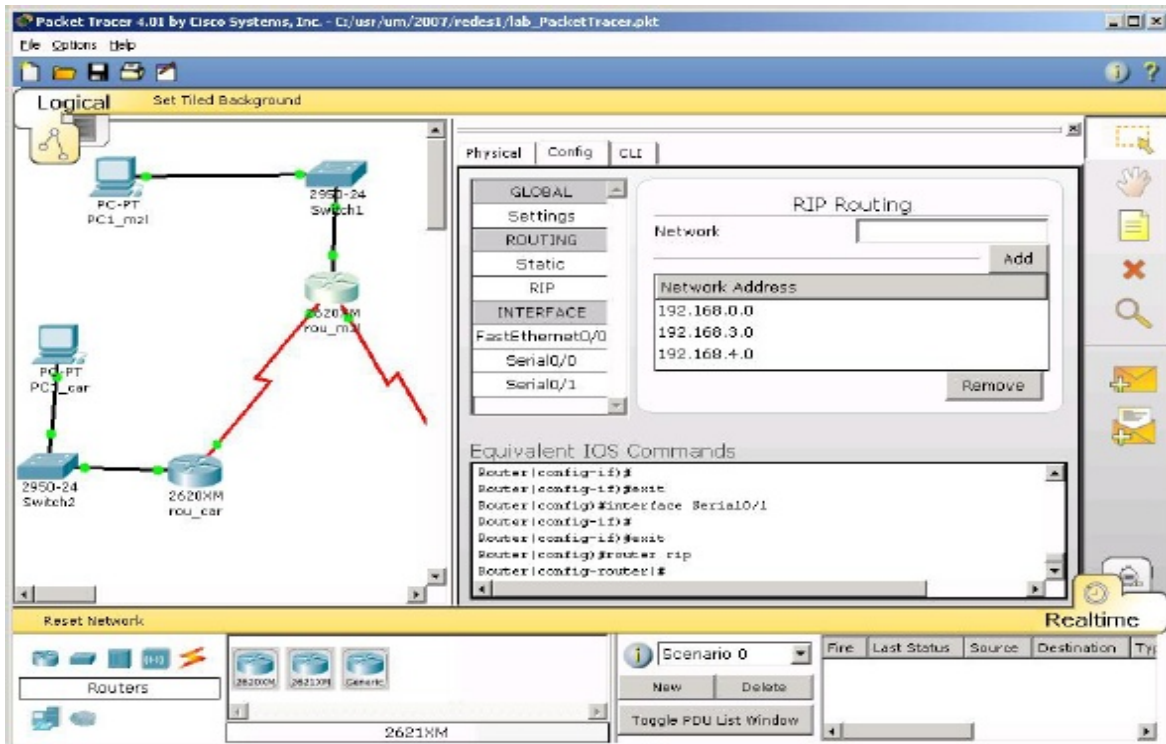 Packet Tracer 4.01 by Cisco Systems, Inc. - C:/usr/um/2007/redes1/lab_PacketTracer.pkt
File Options Help
Logical
Set Tiled Background
PC-PT
PC1_mzl
2950-24
Switch1
2620XM
rou_mzl
PC-PT
PC1_car
2950-24
Switch2
2620XM
rou_car
Physical
Config
CLI
GLOBAL
Settings
ROUTING
Static
RIP
INTERFACE
FastEthernet0/0
Serial0/0
Serial0/1
RIP Routing
Network
Add
Network Address
192.168.0.0
192.168.3.0
192.168.4.0
Remove
Equivalent IOS Commands
Router(config-if)#
Router(config-if)#exit
Router(config)#interface Serial0/1
Router(config-if)#
Router(config-if)#exit
Router(config)#router rip
Router(config-router)#
Reset Network
Realtime
Routers
2620XM
2621XM
Generic
2621XM
Scenario 0
New
Delete
Toggle PDU List Window
Fire
Last Status
Source
Destination